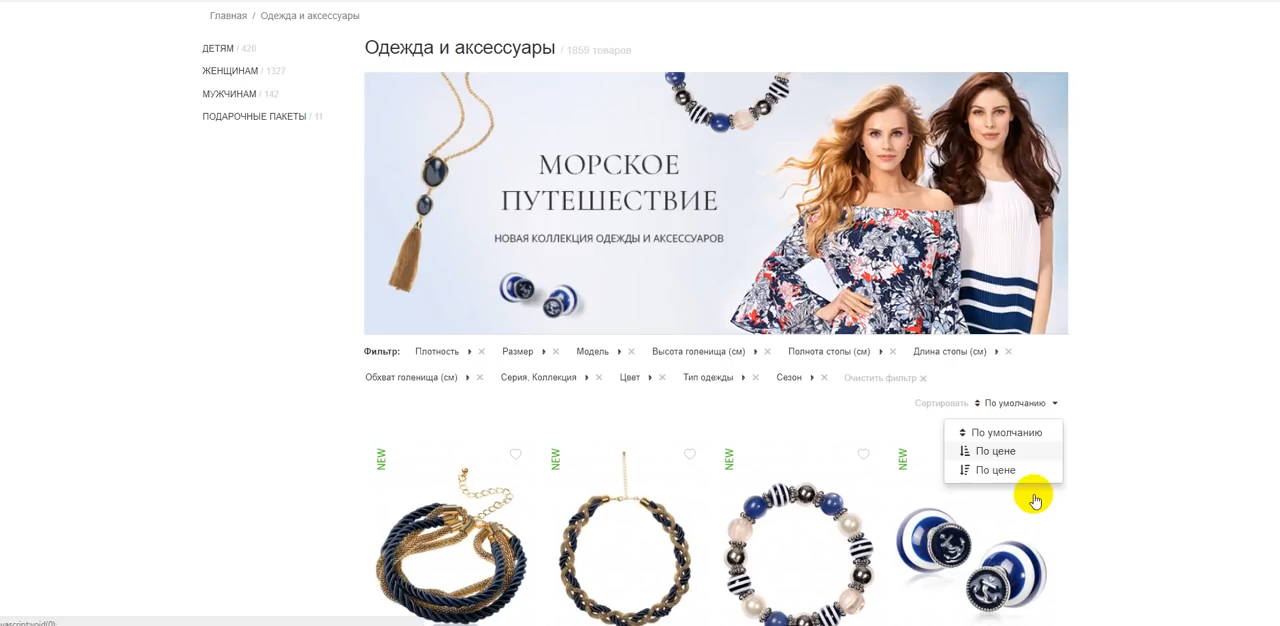 Главная / Одежда и аксессуары
ДЕТЯМ / 420
ЖЕНЩИНАМ / 1327
МУЖЧИНАМ / 142
ПОДАРОЧНЫЕ ПАКЕТЫ / 11
Одежда и аксессуары / 1859 товаров
МОРСКОЕ
ПУТЕШЕСТВИЕ
НОВАЯ КОЛЛЕКЦИЯ ОДЕЖДЫ И АКСЕССУАРОВ
Фильтр: Плотность Размер Модель Высота голенища (см) Полнота стопы (см) Длина стопы (см)
Обхват голенища (см) Серия, Коллекция Цвет Тип одежды Сезон Очистить фильтр
Сортировать По умолчанию
По умолчанию
По цене
По цене
NEW
NEW
NEW
NEW